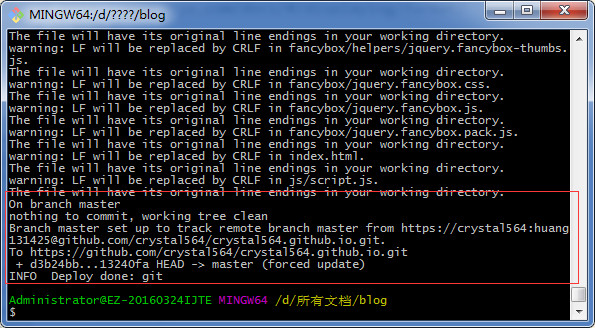 MINGW64:/d/????/blog
The file will have its original line endings in your working directory.
warning: LF will be replaced by CRLF in fancybox/helpers/jquery.fancybox-thumbs.
js.
The file will have its original line endings in your working directory.
warning: LF will be replaced by CRLF in fancybox/jquery.fancybox.css.
The file will have its original line endings in your working directory.
warning: LF will be replaced by CRLF in fancybox/jquery.fancybox.js.
The file will have its original line endings in your working directory.
warning: LF will be replaced by CRLF in fancybox/jquery.fancybox.pack.js.
The file will have its original line endings in your working directory.
warning: LF will be replaced by CRLF in index.html.
The file will have its original line endings in your working directory.
warning: LF will be replaced by CRLF in js/script.js.
The file will have its original line endings in your working directory.
On branch master
nothing to commit, working tree clean
Branch master set up to track remote branch master from https://crystal564:huang
131425@github.com/crystal564/crystal564.github.io.git.
To https://github.com/crystal564/crystal564.github.io.git
 + d3b24bb...13240fa HEAD -> master (forced update)
INFO  Deploy done: git
Administrator@EZ-20160324IJTE MINGW64 /d/所有文档/blog
$